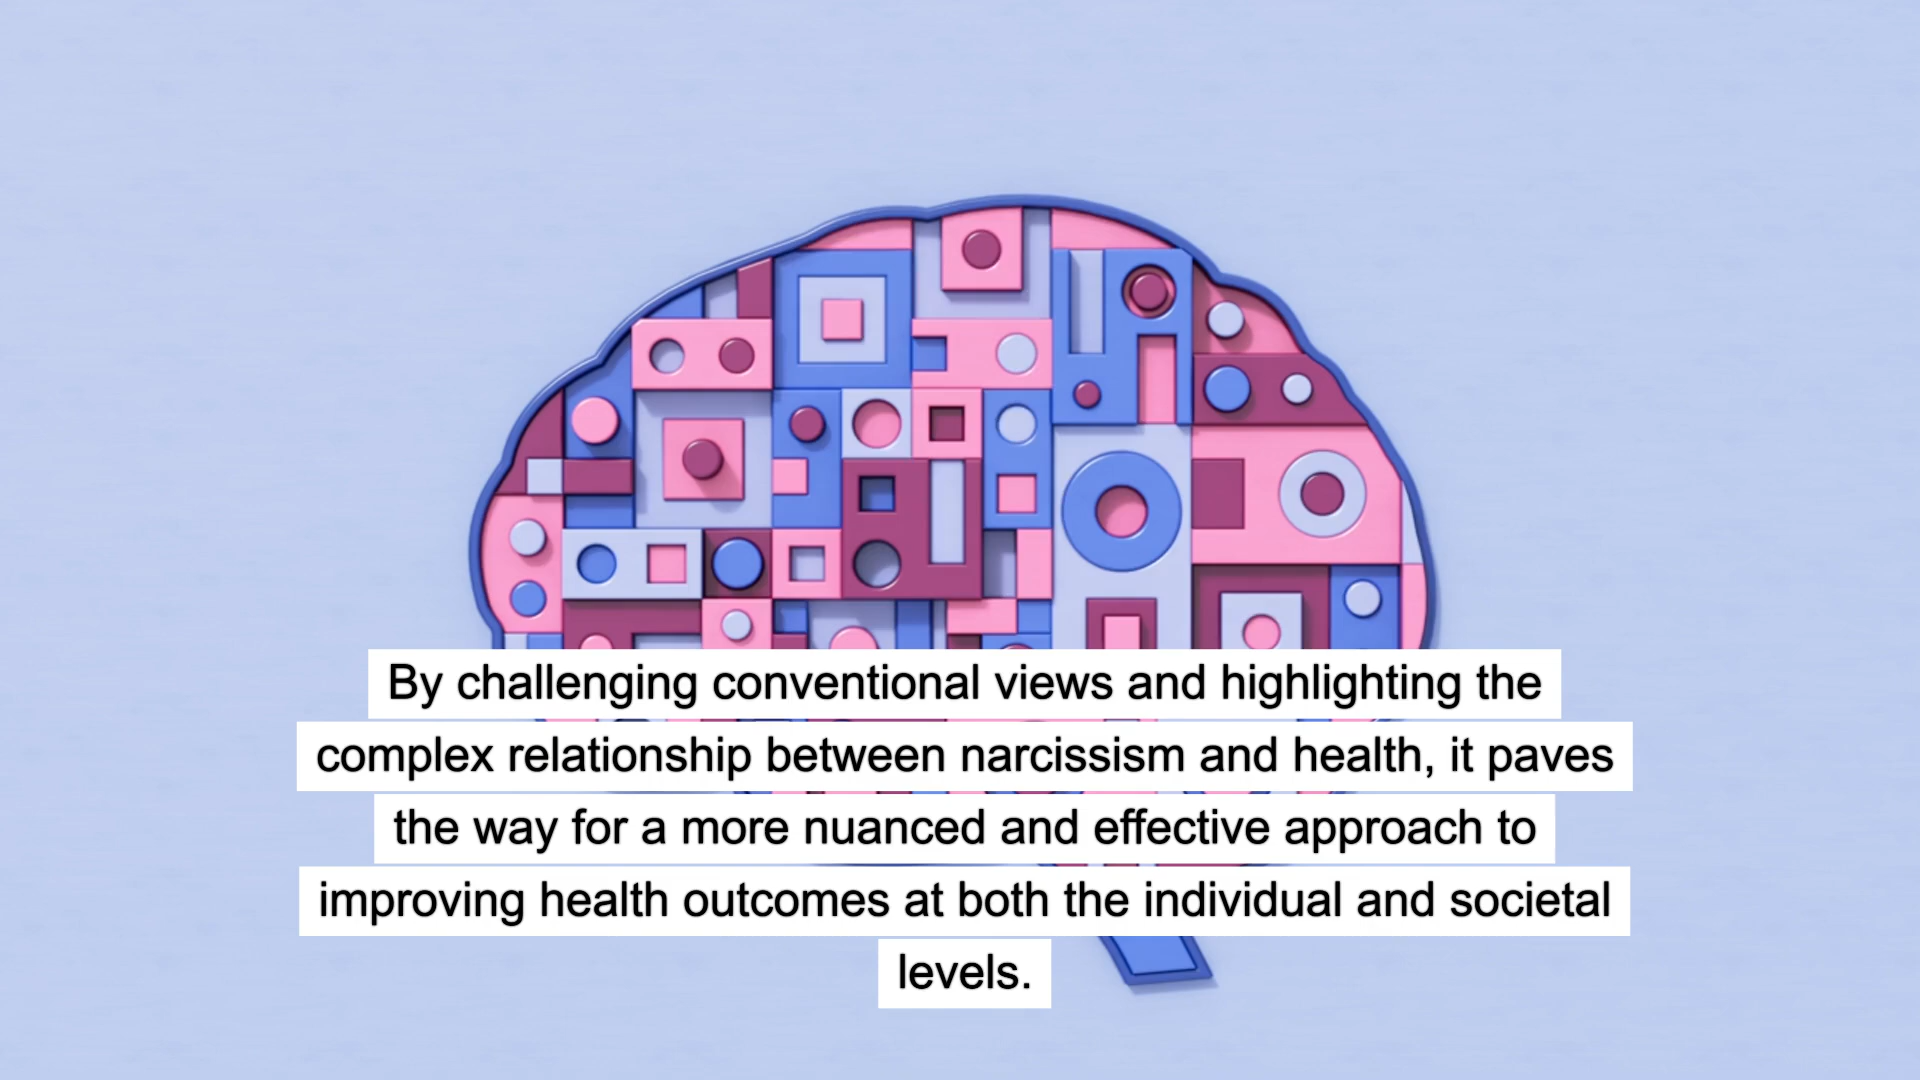 By challenging conventional views and highlighting the
complex relationship between narcissism and health, it paves
the way for a more nuanced and effective approach to
improving health outcomes at both the individual and societal
levels.